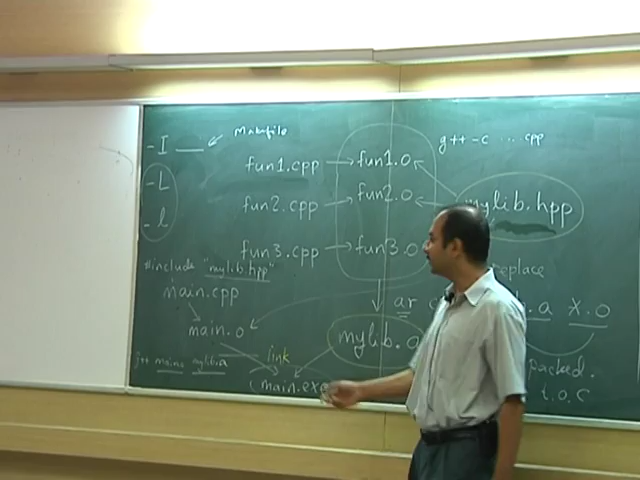 -I Makefile
g++ -c .... cpp
fun1.cpp → fun1.o
-L
fun2.cpp → fun2.o
mylib.hpp
-l
fun3.cpp → fun3.o
#include "mylib.hpp"
replace
main.cpp
ar
.a x.o
main.o
mylib.a
link
packed.
main.exe
t.o.c